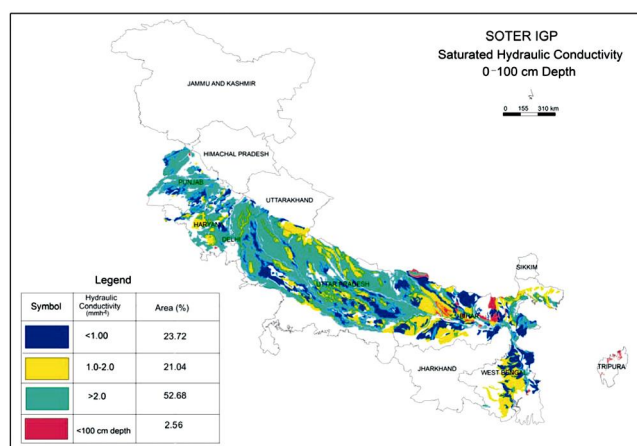 SOTER IGP
Saturated Hydraulic Conductivity
0-100 cm Depth
0 155 310 km
JAMMU AND KASHMIR
HIMACHAL PRADESH
PUNJAB
UTTARAKHAND
HARYANA
DELHI
UTTAR PRADESH
SIKKIM
BIHAR
JHARKHAND
WEST BENGAL
TRIPURA
Legend
Symbol Hydraulic Conductivity (mmh⁻¹) Area (%)
<1.00 23.72
1.0-2.0 21.04
>2.0 52.68
<100 cm depth 2.56